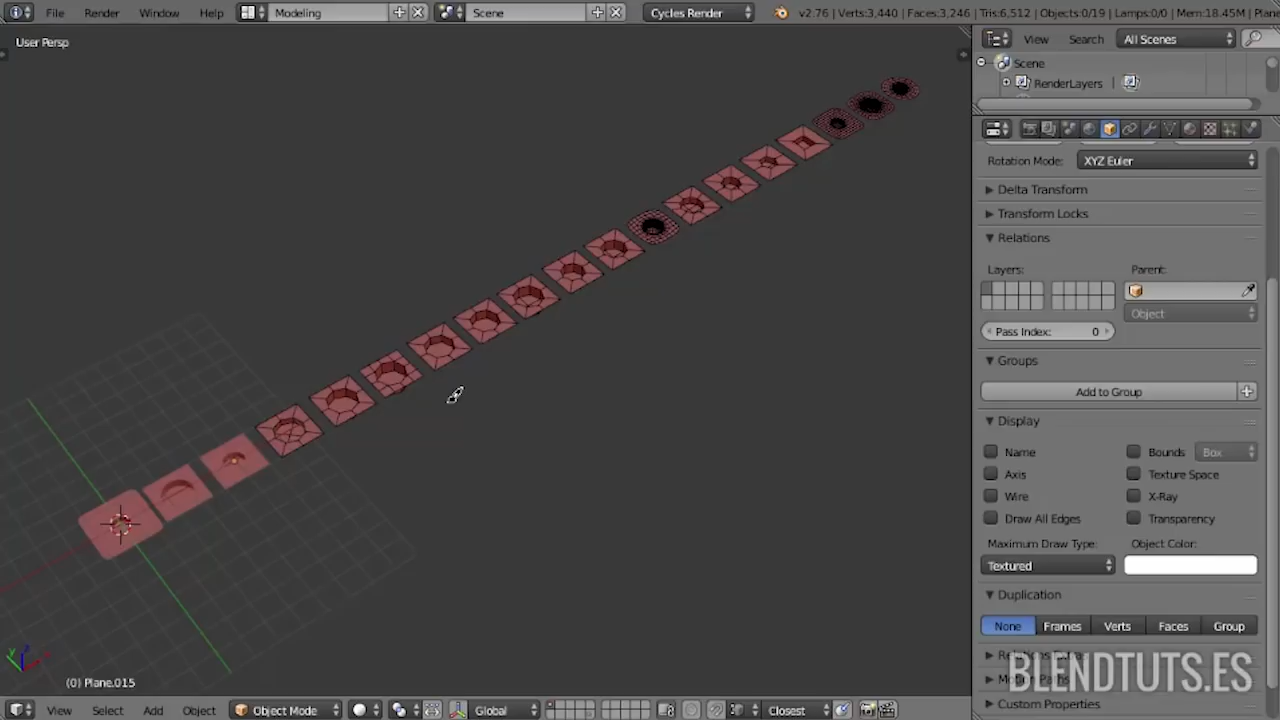 File Render Window Help Modeling Scene Cycles Render v2.76 | Verts:3,440 | Faces:3,246 | Tris:6,512 | Objects:0/19 | Lamps:0/0 | Mem:18.45M | Plane
User Persp
View Search All Scenes
Scene
RenderLayers |
Rotation Mode: XYZ Euler
Delta Transform
Transform Locks
Relations
Layers: Parent:
Object:
Pass Index: 0
Groups
Add to Group
Display
Name Bounds Box
Axis Texture Space
Wire X-Ray
Draw All Edges Transparency
Maximum Draw Type: Object Color:
Textured
Duplication
None Frames Verts Faces Group
Relations Extras
Motion Paths
BLENDTUTS.ES
Custom Properties
(0) Plane.015
View Select Add Object Object Mode Global Closest